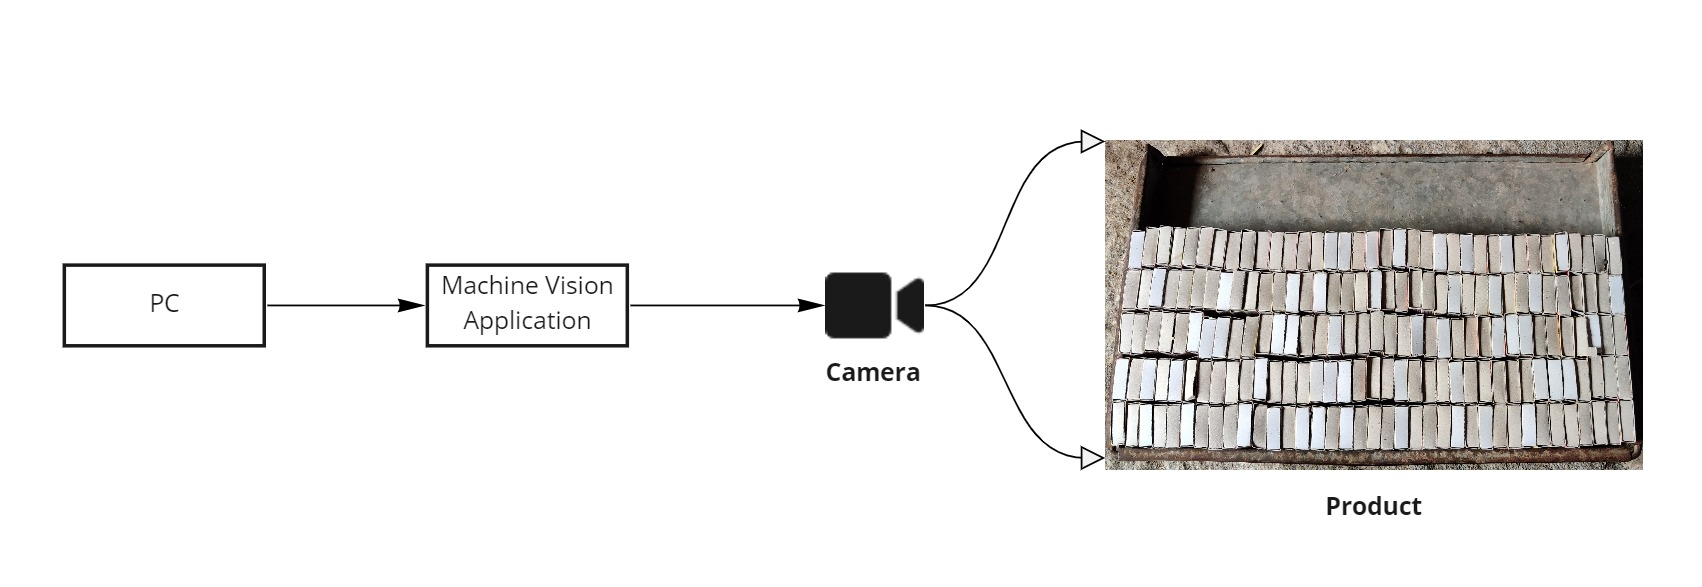 PC
Machine Vision
Application
Camera
Product